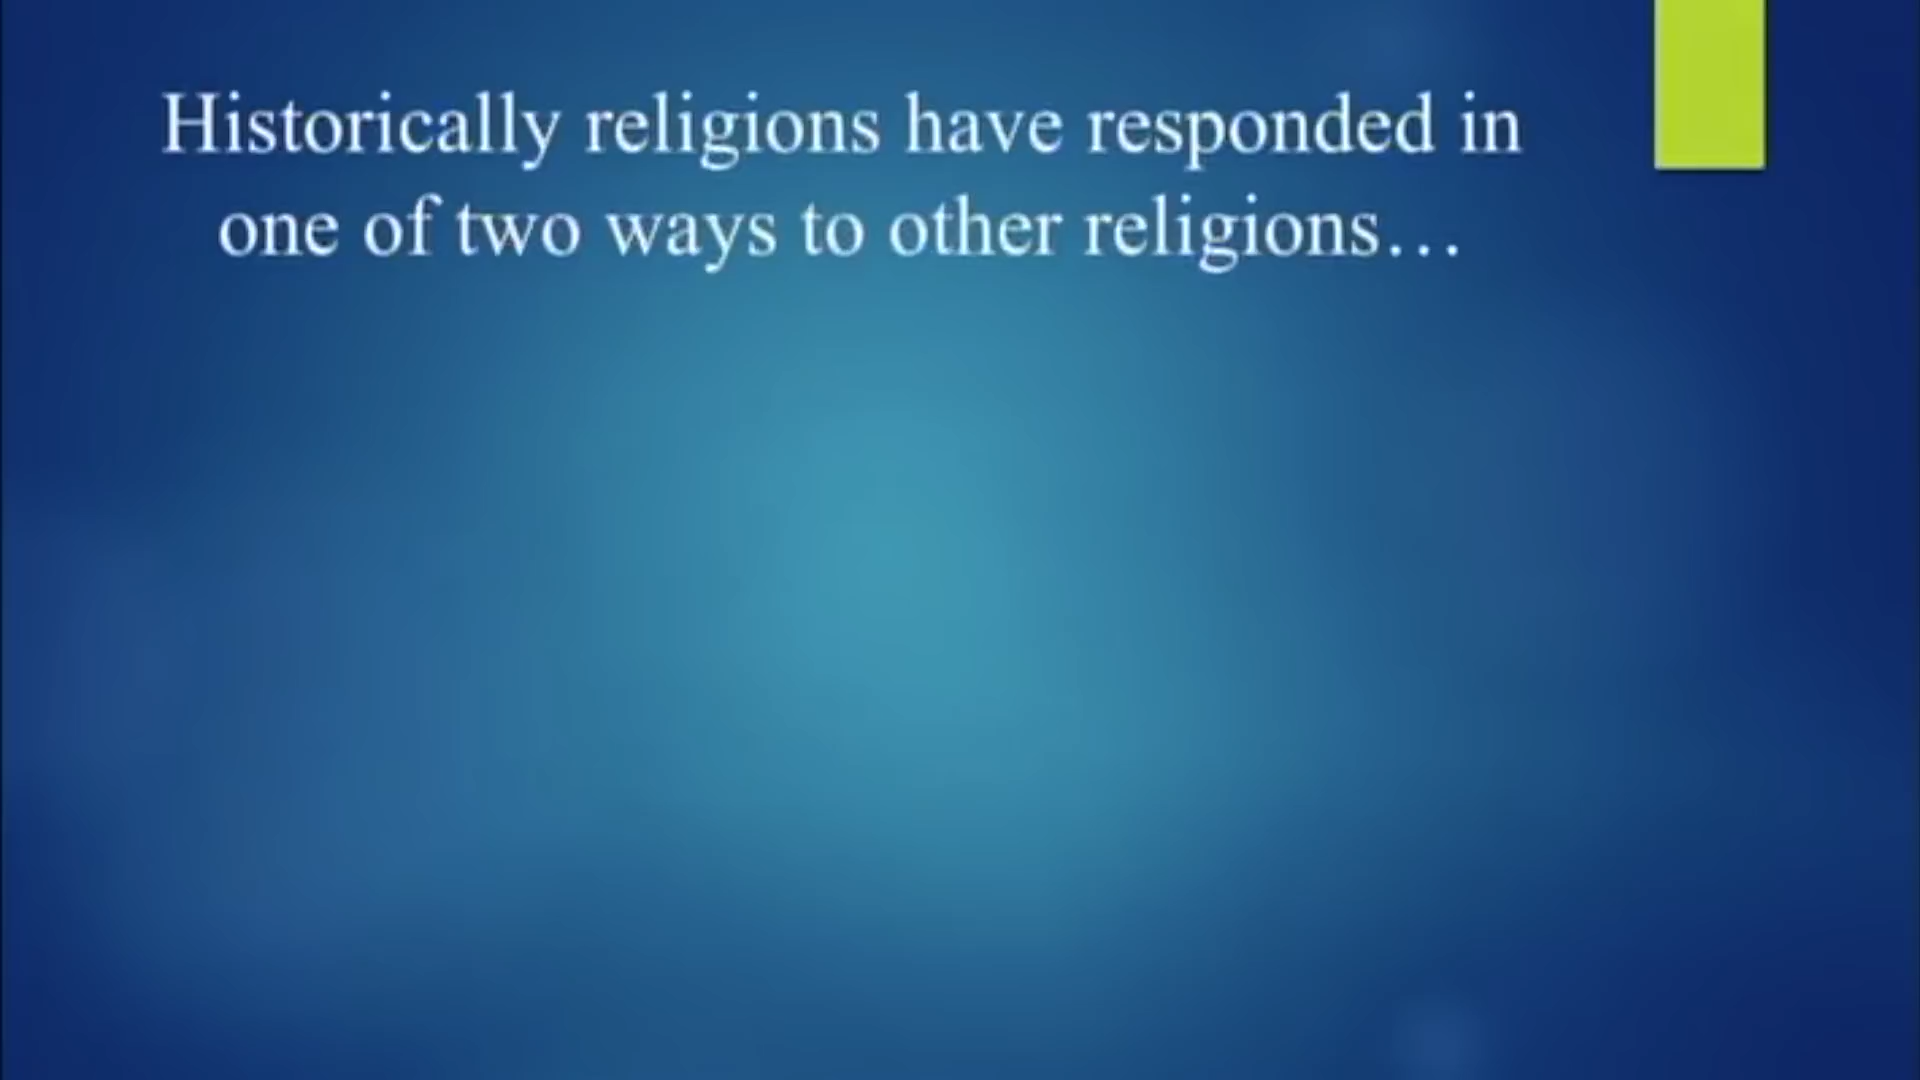 Historically religions have responded in
one of two ways to other religions…